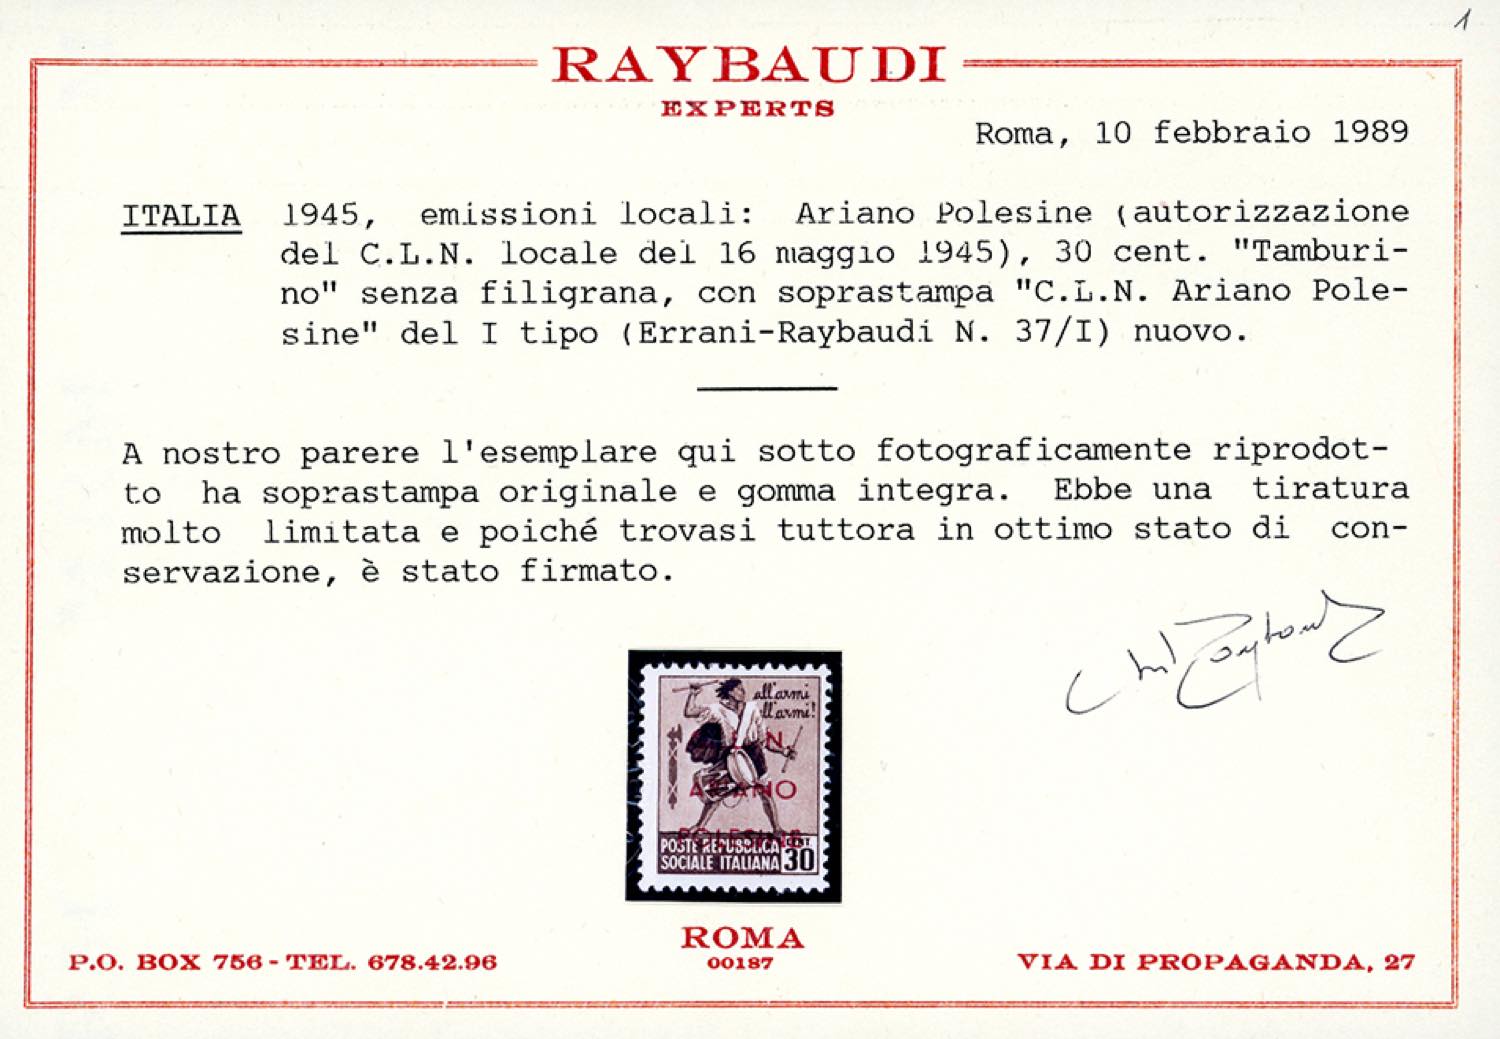 1
RAYBAUDI
EXPERTS
Roma, 10 febbraio 1989
ITALIA 1945, emissioni locali: Ariano Polesine (autorizzazione
del C.L.N. locale del 16 maggio 1945), 30 cent. "Tamburi-
no" senza filigrana, con soprastampa "C.L.N. Ariano Pole-
sine" del I tipo (Errani-Raybaudi N. 37/I) nuovo.
A nostro parere l'esemplare qui sotto fotograficamente riprodot-
to ha soprastampa originale e gomma integra. Ebbe una tiratura
molto limitata e poiché trovasi tuttora in ottimo stato di con-
servazione, è stato firmato.
Raybaudi
all'armi
all'armi!
C.L.N.
ARIANO
POLESINE
POSTE REPUBBLICA CENT
SOCIALE ITALIANA 30
ROMA
00187
P.O. BOX 756 - TEL. 678.42.96
VIA DI PROPAGANDA, 27